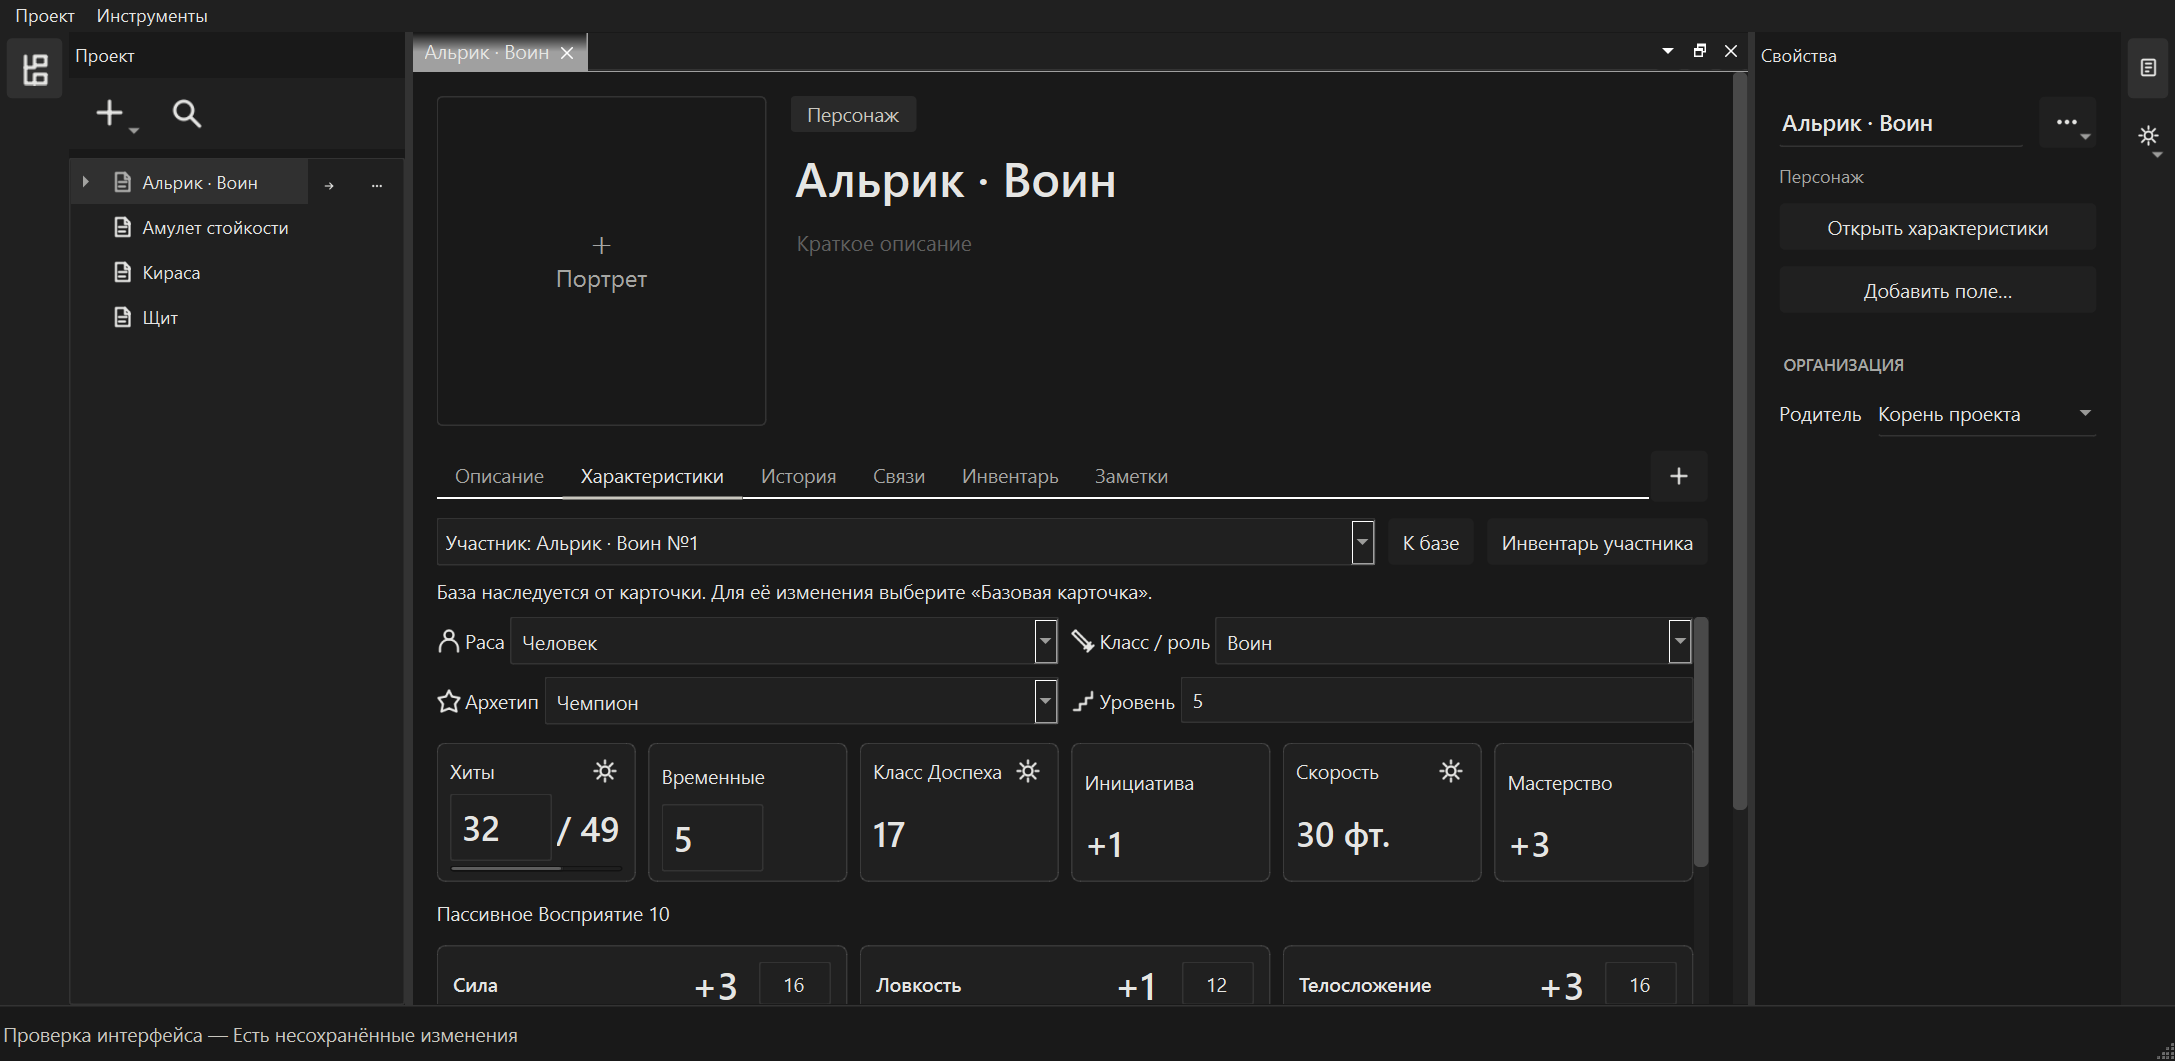 Проект Инструменты
Проект
Альрик · Воин
Амулет стойкости
Кираса
Щит
Альрик · Воин
Персонаж
Альрик · Воин
Краткое описание
+
Портрет
Описание Характеристики История Связи Инвентарь Заметки
Участник: Альрик · Воин №1 К базе Инвентарь участника
База наследуется от карточки. Для её изменения выберите «Базовая карточка».
Раса Человек Класс / роль Воин
Архетип Чемпион Уровень 5
Хиты Временные Класс Доспеха Инициатива Скорость Мастерство
32 / 49 5 17 +1 30 фт. +3
Пассивное Восприятие 10
Сила +3 16 Ловкость +1 12 Телосложение +3 16
Свойства
Альрик · Воин
Персонаж
Открыть характеристики
Добавить поле...
ОРГАНИЗАЦИЯ
Родитель Корень проекта
Проверка интерфейса — Есть несохранённые изменения